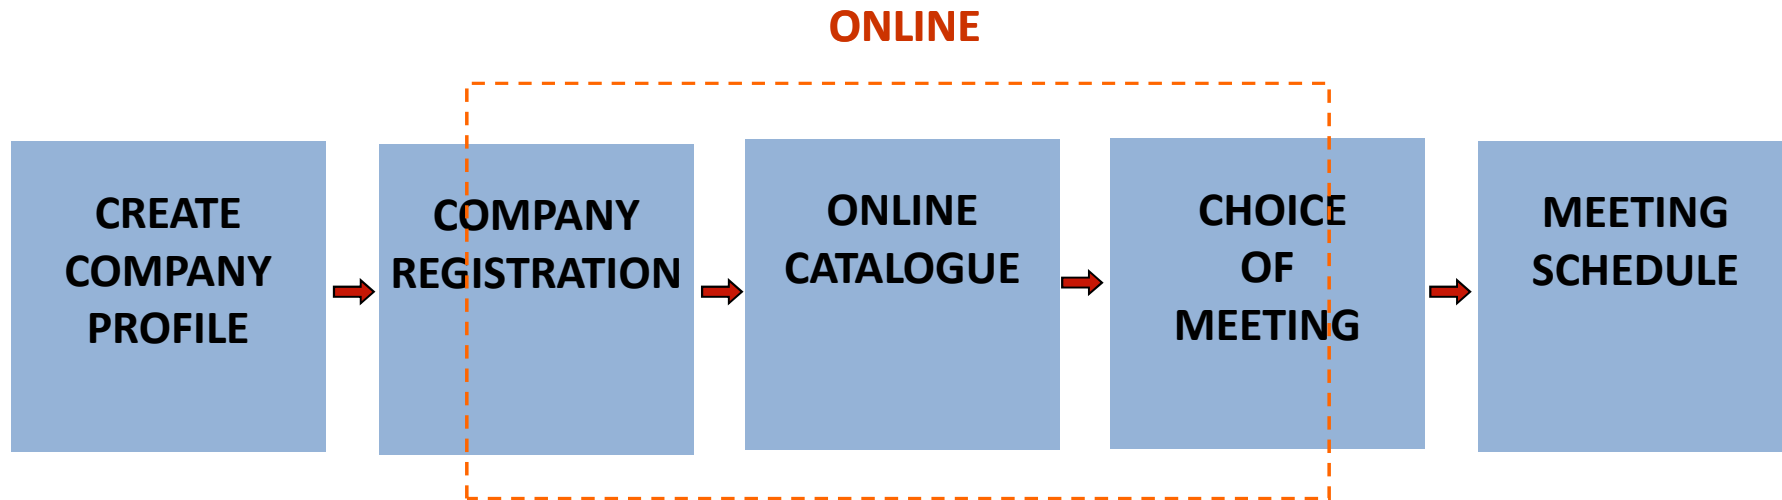 ONLINE
CREATE
COMPANY
PROFILE
COMPANY
REGISTRATION
ONLINE
CATALOGUE
CHOICE
OF
MEETING
MEETING
SCHEDULE